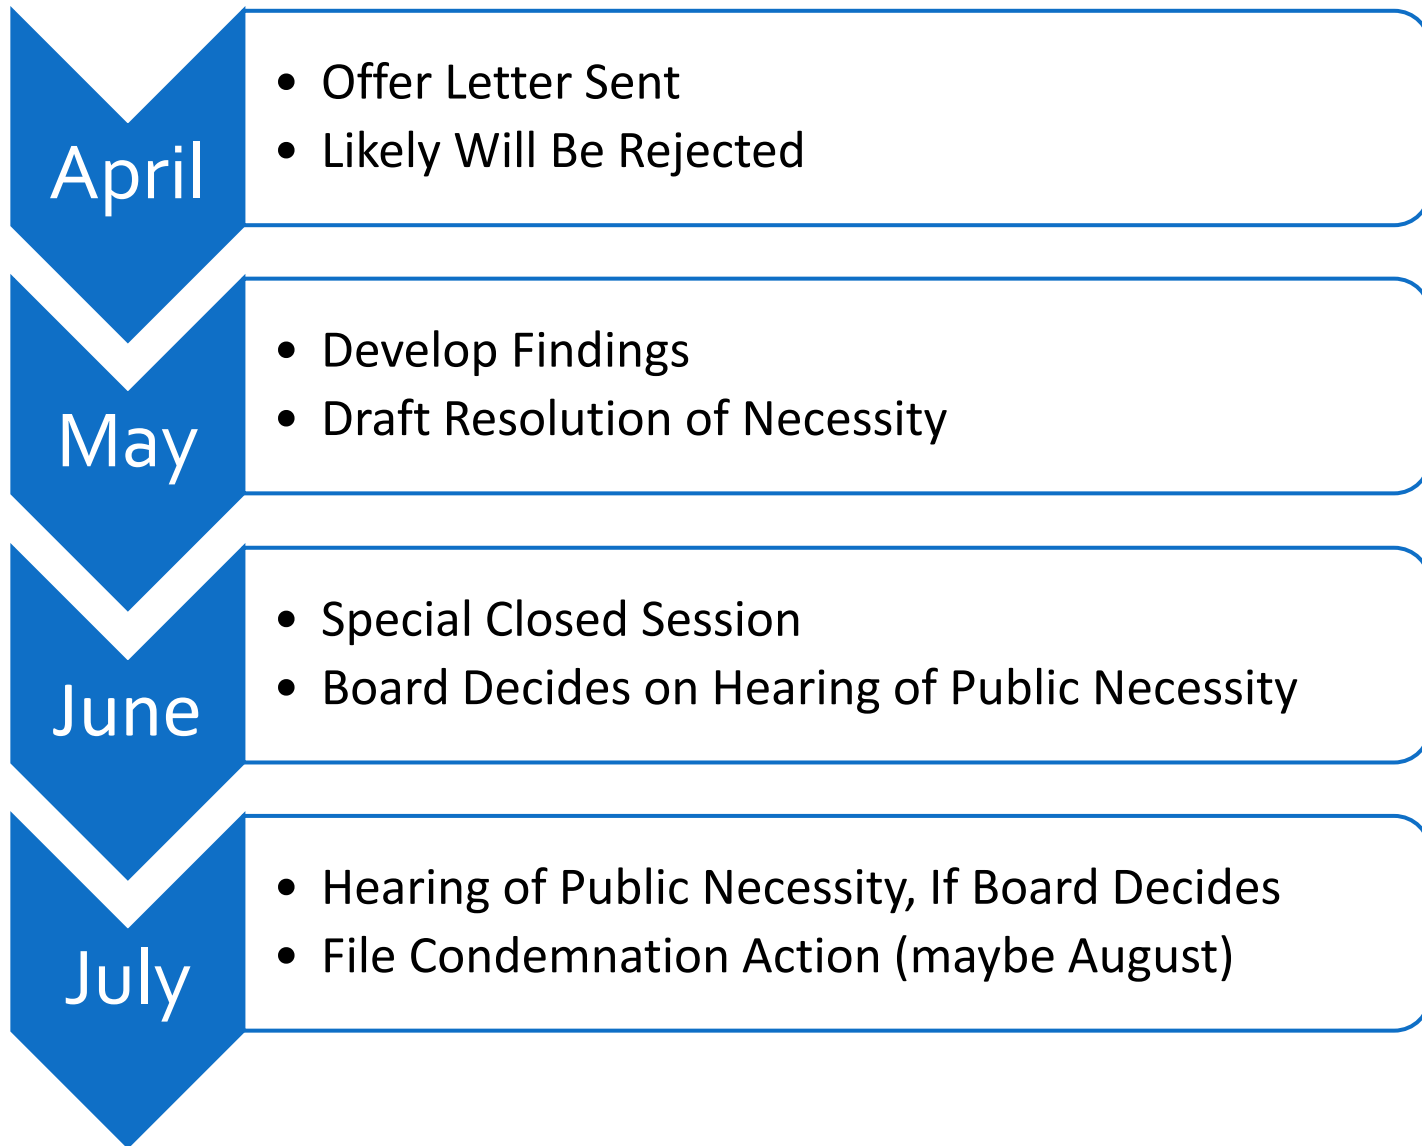 April
• Offer Letter Sent
• Likely Will Be Rejected
May
• Develop Findings
• Draft Resolution of Necessity
June
• Special Closed Session
• Board Decides on Hearing of Public Necessity
July
• Hearing of Public Necessity, If Board Decides
• File Condemnation Action (maybe August)